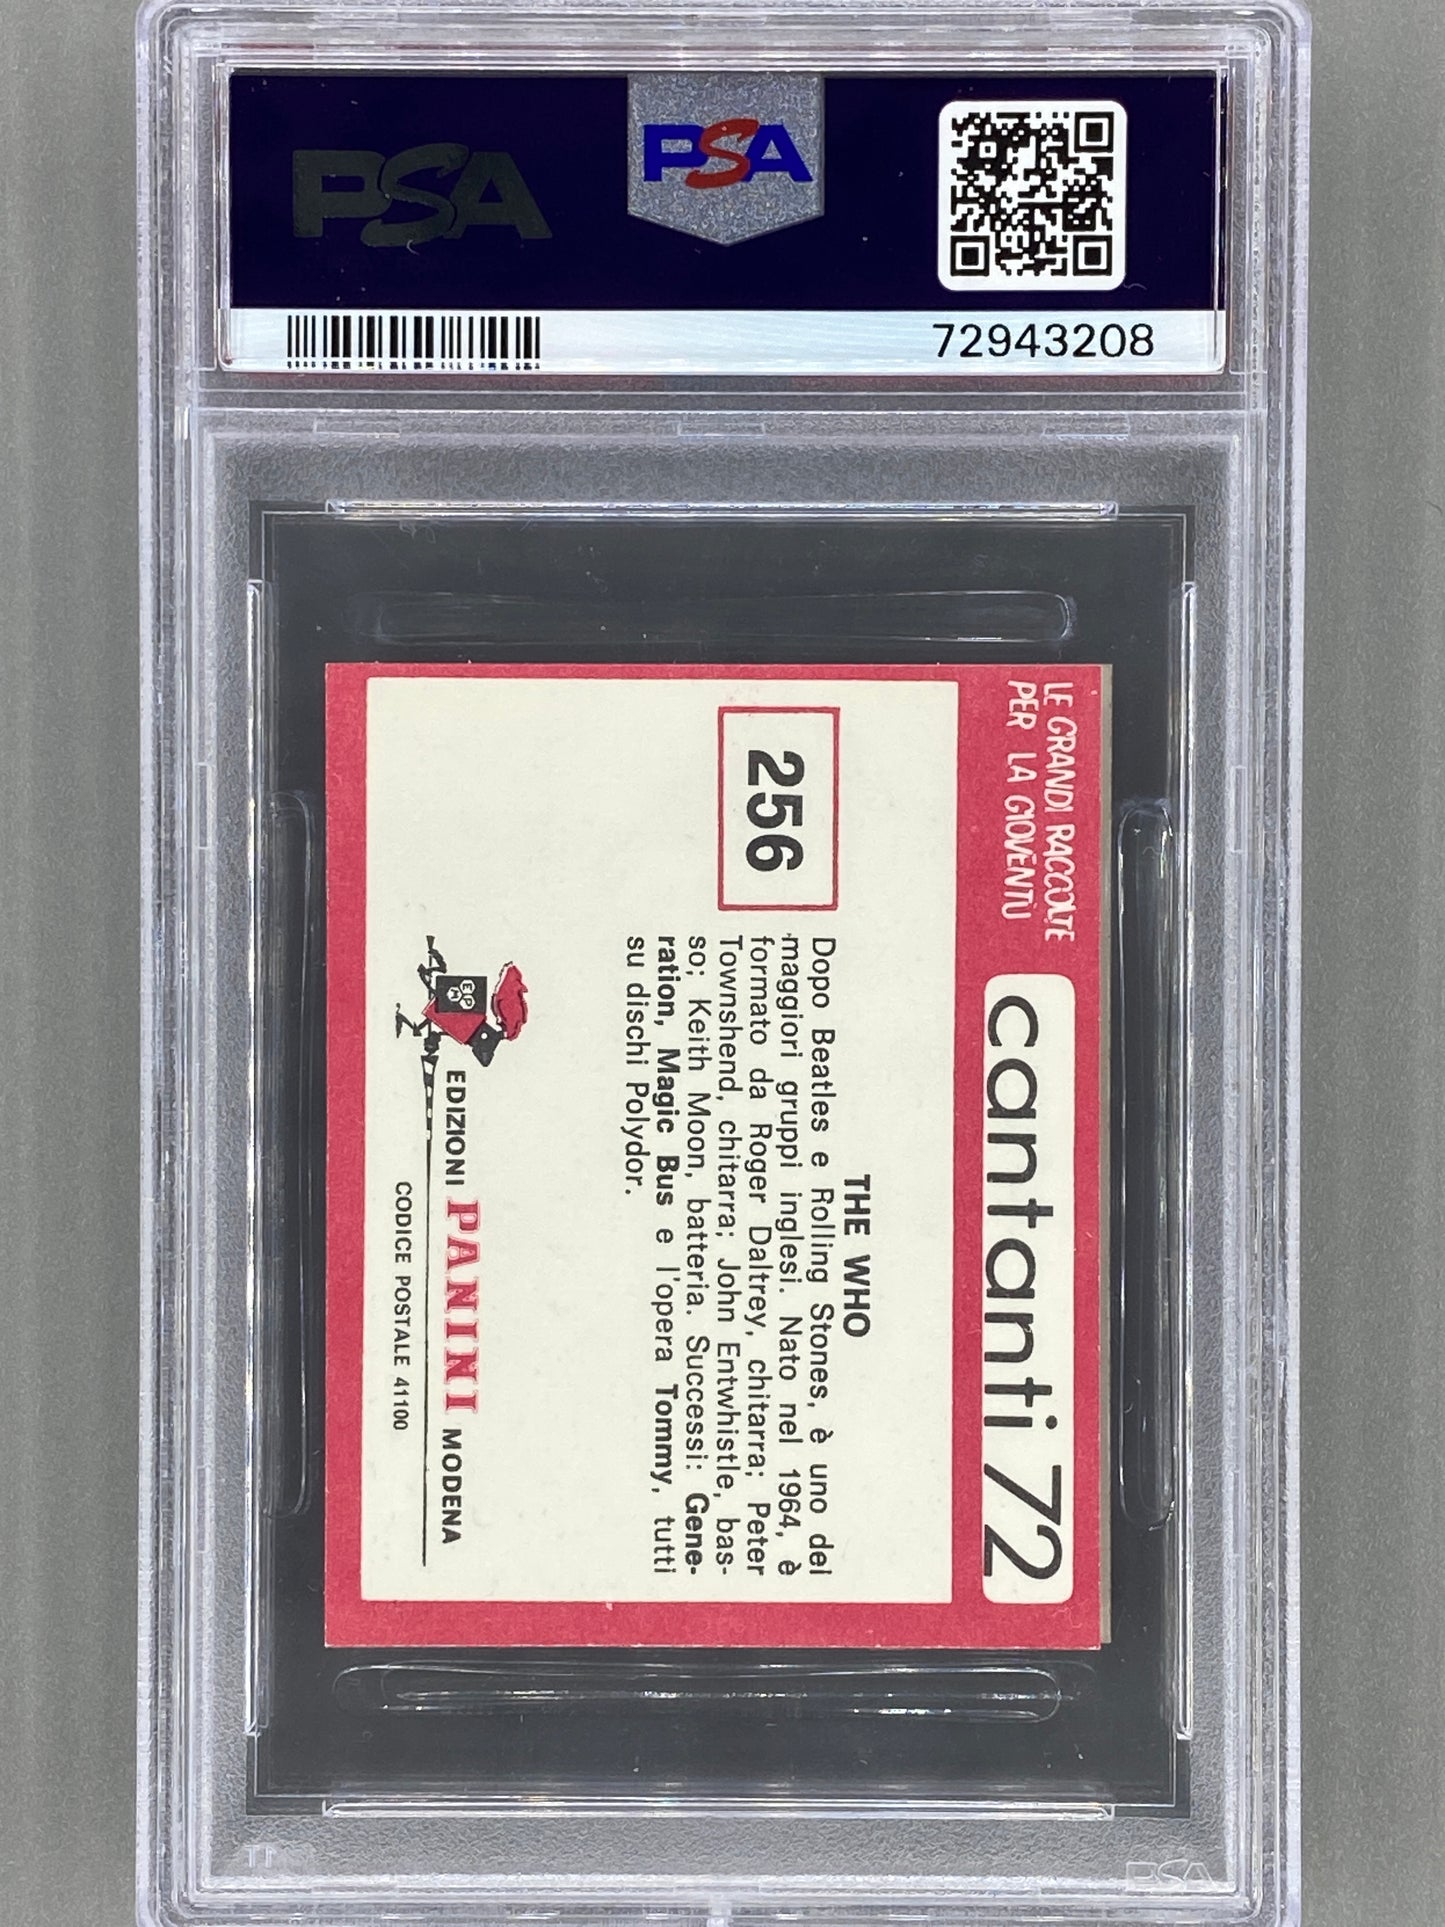 PSA
PSA
72943208
LE GRANDI RACCOLTE
PER LA GIOVENTÙ
cantanti 72
256
THE WHO
Dopo Beatles e Rolling Stones, è uno dei
maggiori gruppi inglesi. Nato nel 1964, è
formato da Roger Daltrey, chitarra; Peter
Townshend, chitarra; John Entwhistle, bas-
so; Keith Moon, batteria. Successi: Gene-
ration, Magic Bus e l'opera Tommy, tutti
su dischi Polydor.
EPM
EDIZIONI PANINI MODENA
CODICE POSTALE 41100
PSA